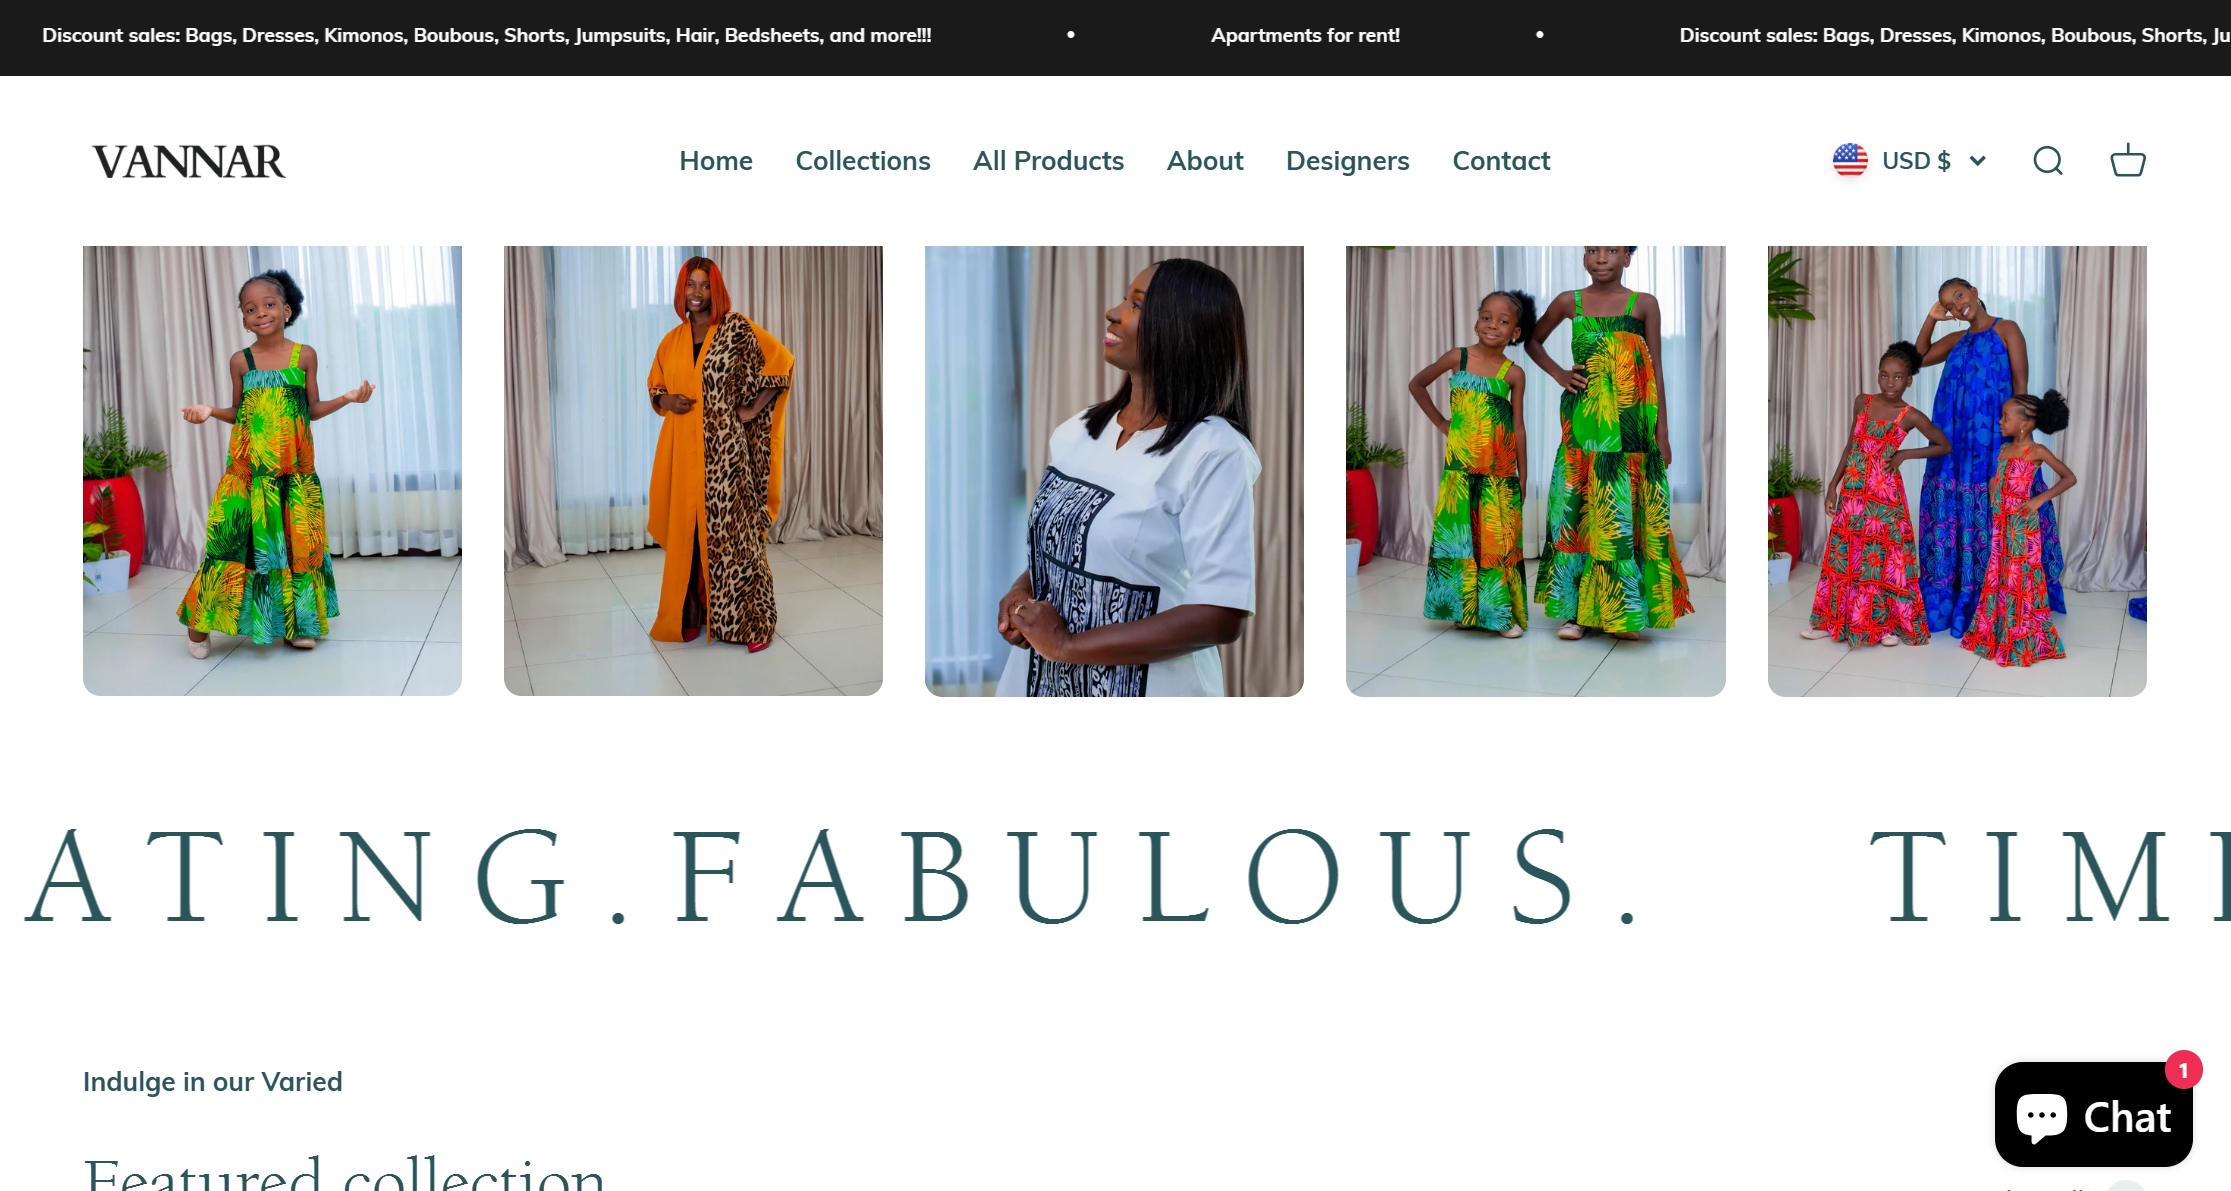 Discount sales: Bags, Dresses, Kimonos, Boubous, Shorts, Jumpsuits, Hair, Bedsheets, and more!!! • Apartments for rent! • Discount sales: Bags, Dresses, Kimonos, Boubous, Shorts, Ju
VANNAR
Home Collections All Products About Designers Contact
USD $
ATING.FABULOUS. TIM
Indulge in our Varied
Featured collection
1
Chat